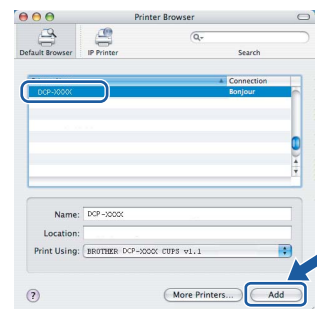 Printer Browser
Default Browser
IP Printer
Q-
Search
Connection
DCP-XXXX
Bonjour
Name: DCP-XXXX
Location:
Print Using: BROTHER DCP-XXXX CUPS v1.1
?
More Printers...
Add